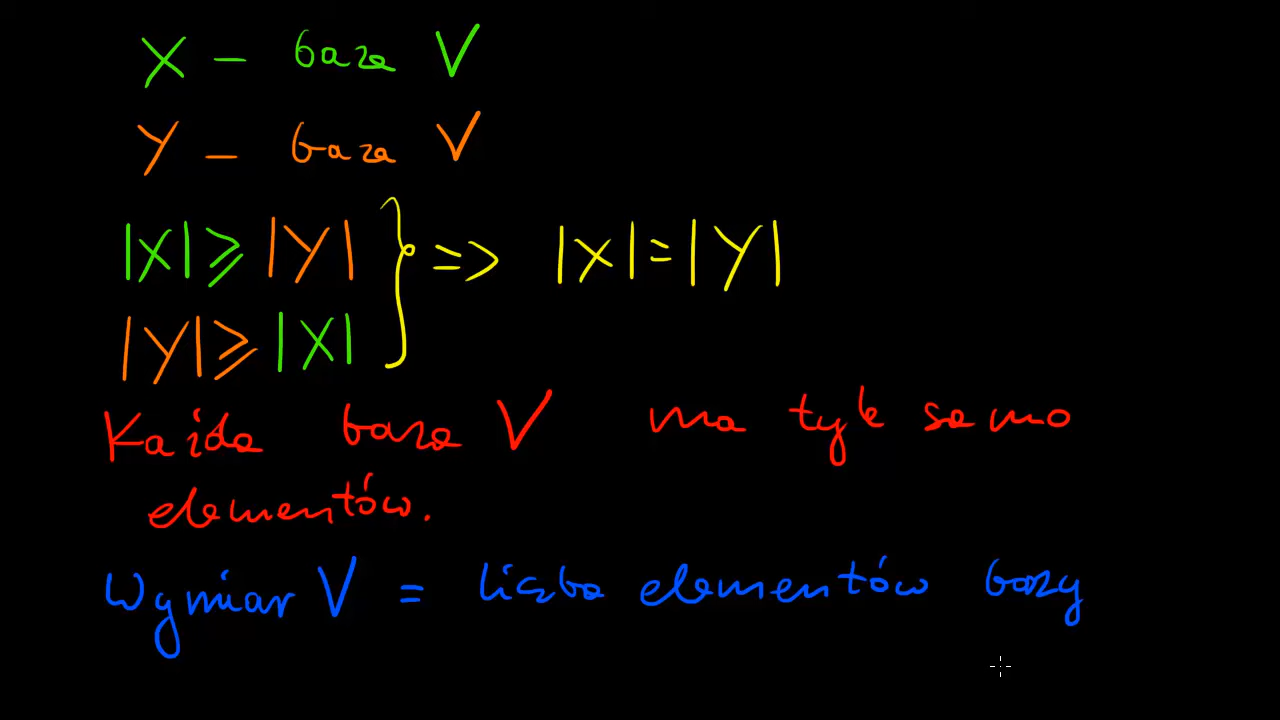 X – baza V
Y – baza V
|X| ⩾ |Y| } => |X| = |Y|
|Y| ⩾ |X|
Każda baza V ma tyle samo
elementów.
Wymiar V = liczba elementów bazy